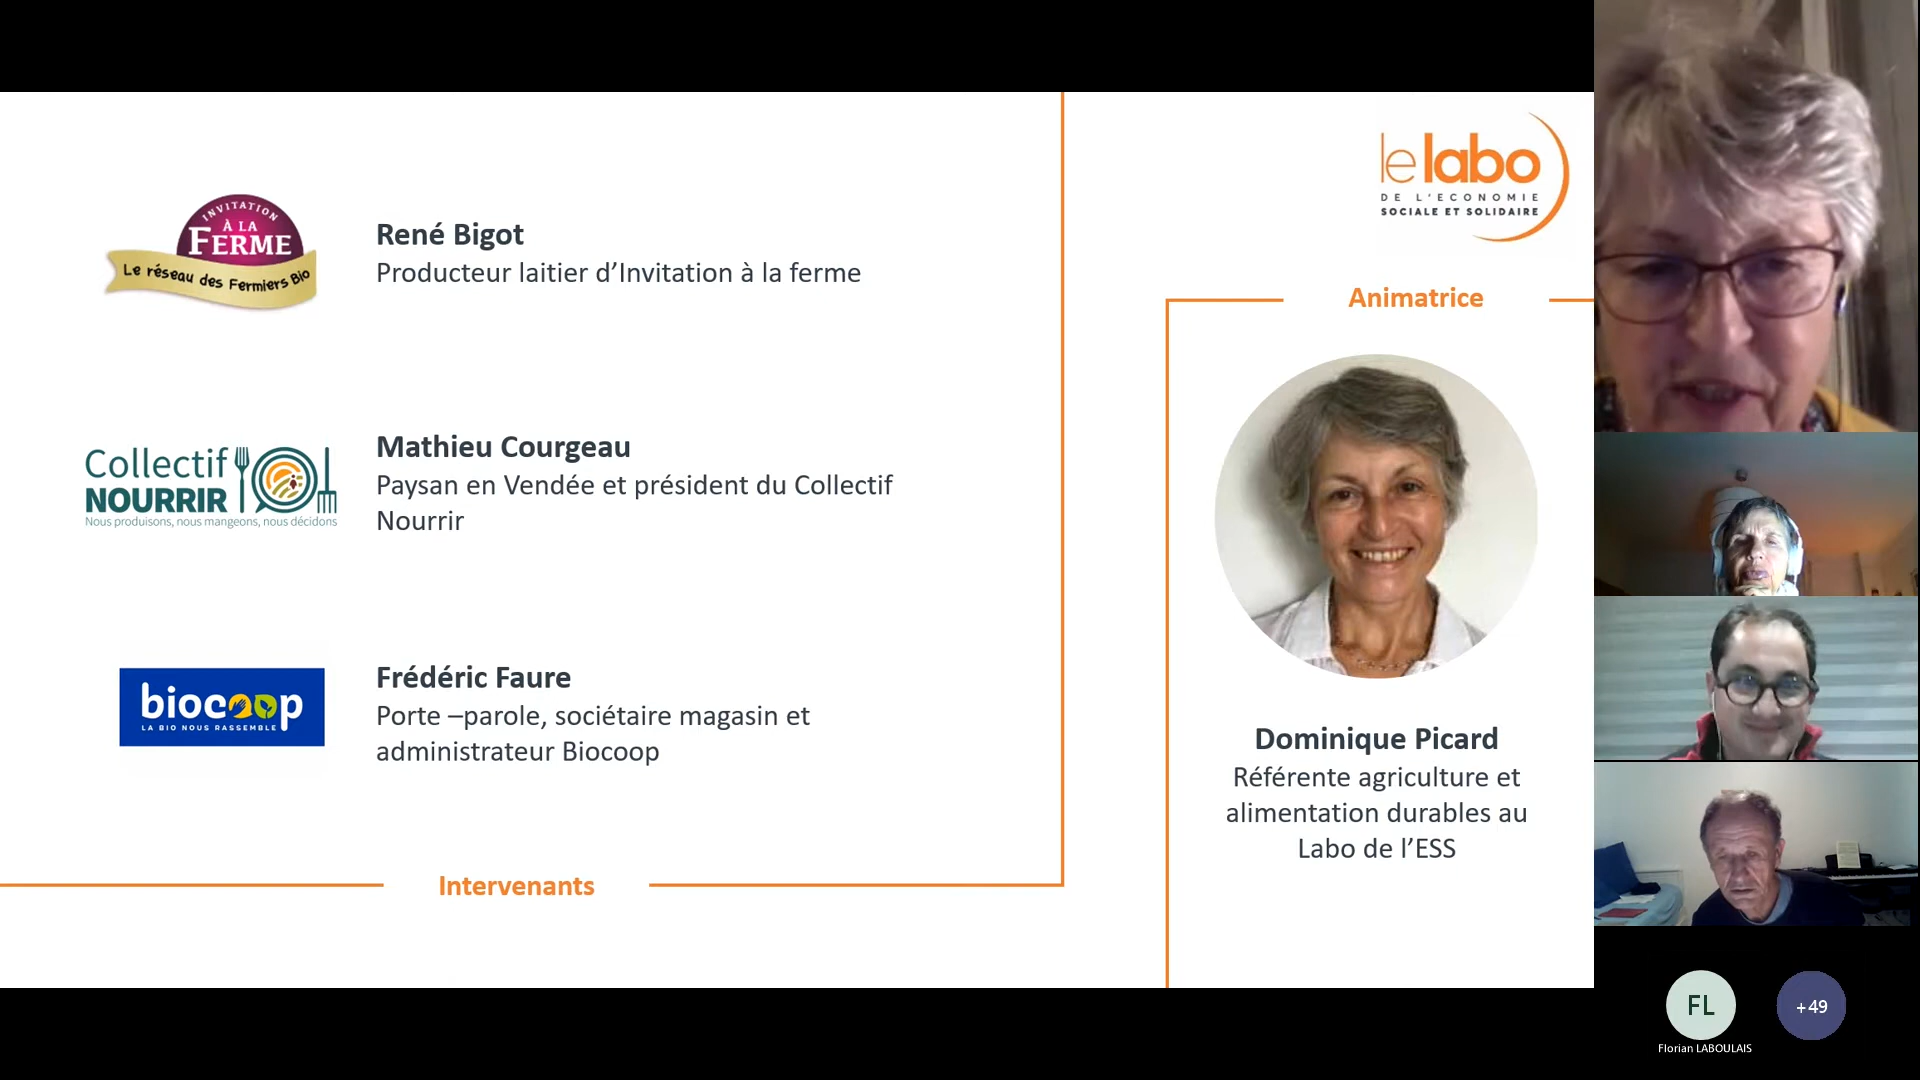 INVITATION
À LA
FERME
Le réseau des Fermiers Bio
René Bigot
Producteur laitier d’Invitation à la ferme
Collectif
NOURRIR
Nous produisons, nous mangeons, nous décidons
Mathieu Courgeau
Paysan en Vendée et président du Collectif
Nourrir
biocoop
LA BIO NOUS RASSEMBLE
Frédéric Faure
Porte –parole, sociétaire magasin et
administrateur Biocoop
Intervenants
le labo
DE L'ECONOMIE
SOCIALE ET SOLIDAIRE
Animatrice
Dominique Picard
Référente agriculture et
alimentation durables au
Labo de l’ESS
FL
Florian LABOULAIS
+49